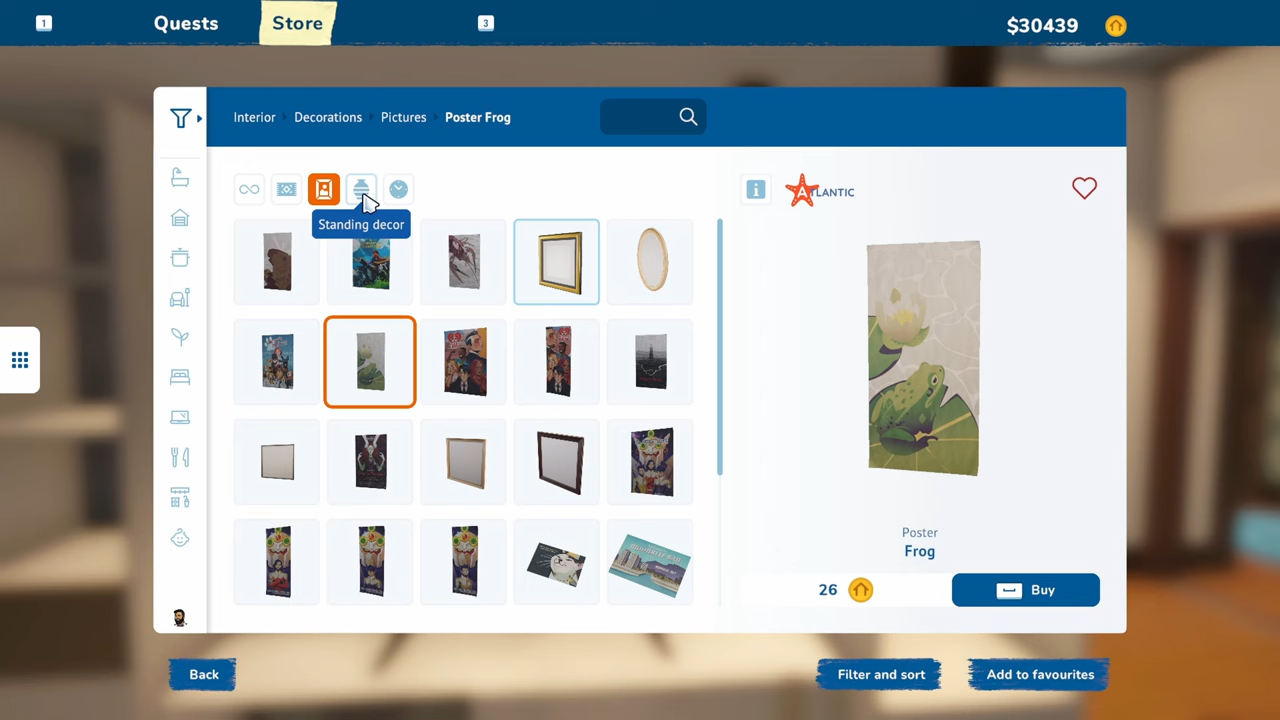 1
Quests
Store
3
$30439
Interior
Decorations
Pictures
Poster Frog
ATLANTIC
Standing decor
Poster
Frog
26
Buy
Back
Filter and sort
Add to favourites